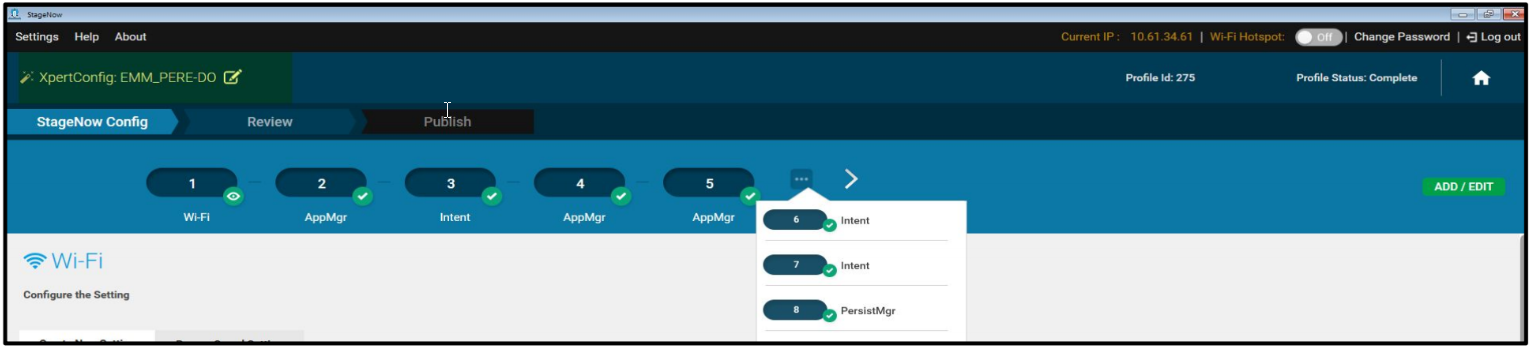 StageNow
Settings Help About
Current IP : 10.61.34.61 | Wi-Fi Hotspot: Off | Change Password | Log out
XpertConfig: EMM_PERE-DO
Profile Id: 275 Profile Status: Complete
StageNow Config Review Publish
1 2 3 4 5 ...
ADD / EDIT
Wi-Fi AppMgr Intent AppMgr AppMgr
6 Intent
7 Intent
8 PersistMgr
Wi-Fi
Configure the Setting